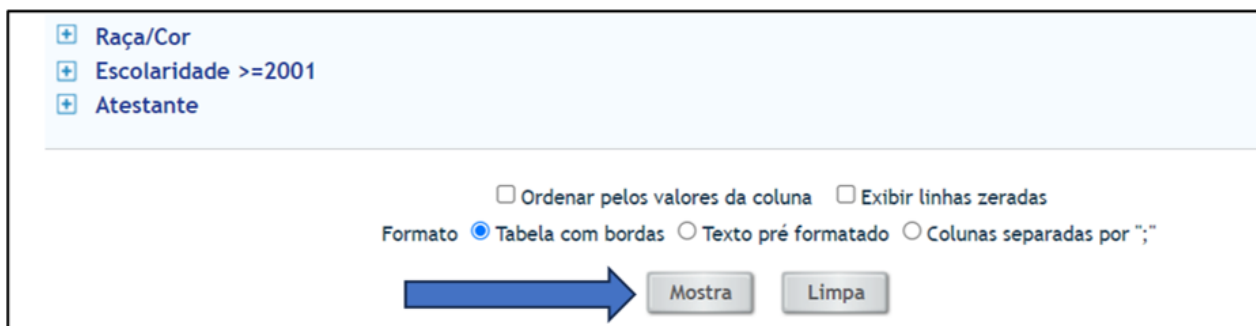 Raça/Cor
Escolaridade >=2001
Atestante
Ordenar pelos valores da coluna Exibir linhas zeradas
Formato Tabela com bordas Texto pré formatado Colunas separadas por ";"
Mostra Limpa